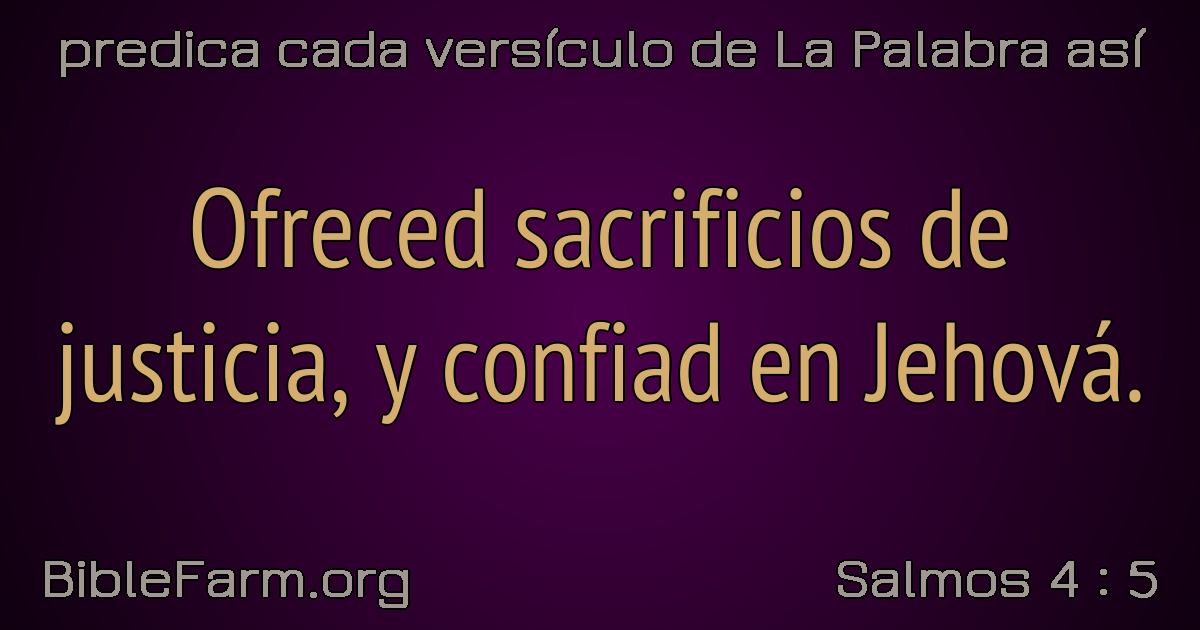 predica cada versículo de La Palabra así
Ofreced sacrificios de
justicia, y confiad en Jehová.
BibleFarm.org
Salmos 4 : 5